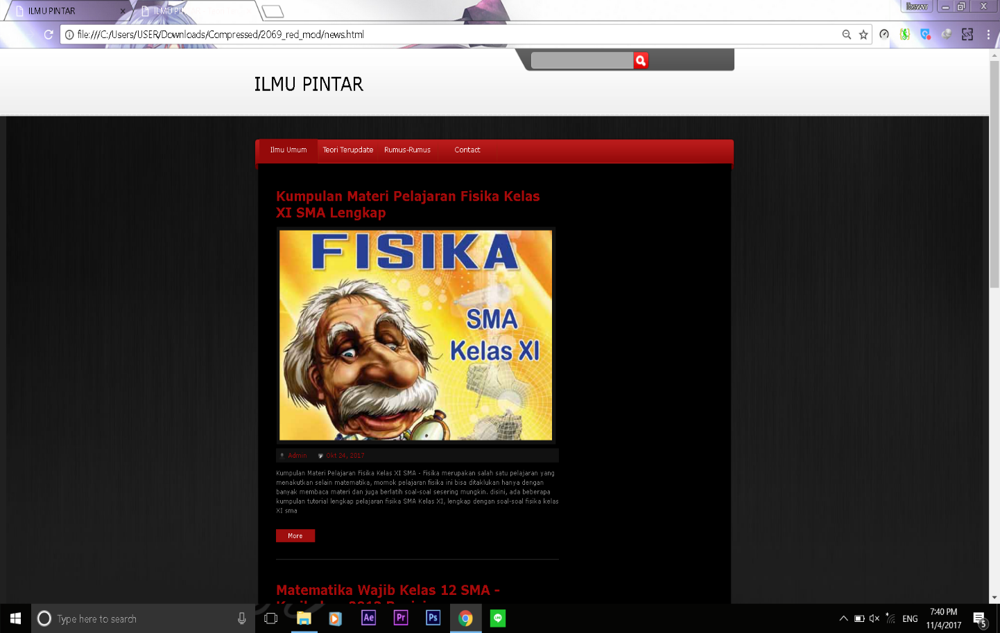 ILMU PINTAR
lbsww
file:///C:/Users/USER/Downloads/Compressed/2069_red_mod/news.html
ILMU PINTAR
Ilmu Umum Teori Terupdate Rumus-Rumus Contact
Kumpulan Materi Pelajaran Fisika Kelas
XI SMA Lengkap
FISIKA
SMA
Kelas XI
Admin Okt 24, 2017
Kumpulan Materi Pelajaran Fisika Kelas XI SMA - Fisika merupakan salah satu pelajaran yang
menakutkan selain matematika, momok pelajaran fisika ini bisa ditaklukan hanya dengan
banyak membaca materi dan juga berlatih soal-soal sesering mungkin. disini, ada beberapa
kumpulan tutorial lengkap pelajaran fisika SMA Kelas XI, lengkap dengan soal-soal fisika kelas
XI sma
More
Matematika Wajib Kelas 12 SMA -
Type here to search
Ae Pr Ps LINE
ENG
7:40 PM
11/4/2017
5